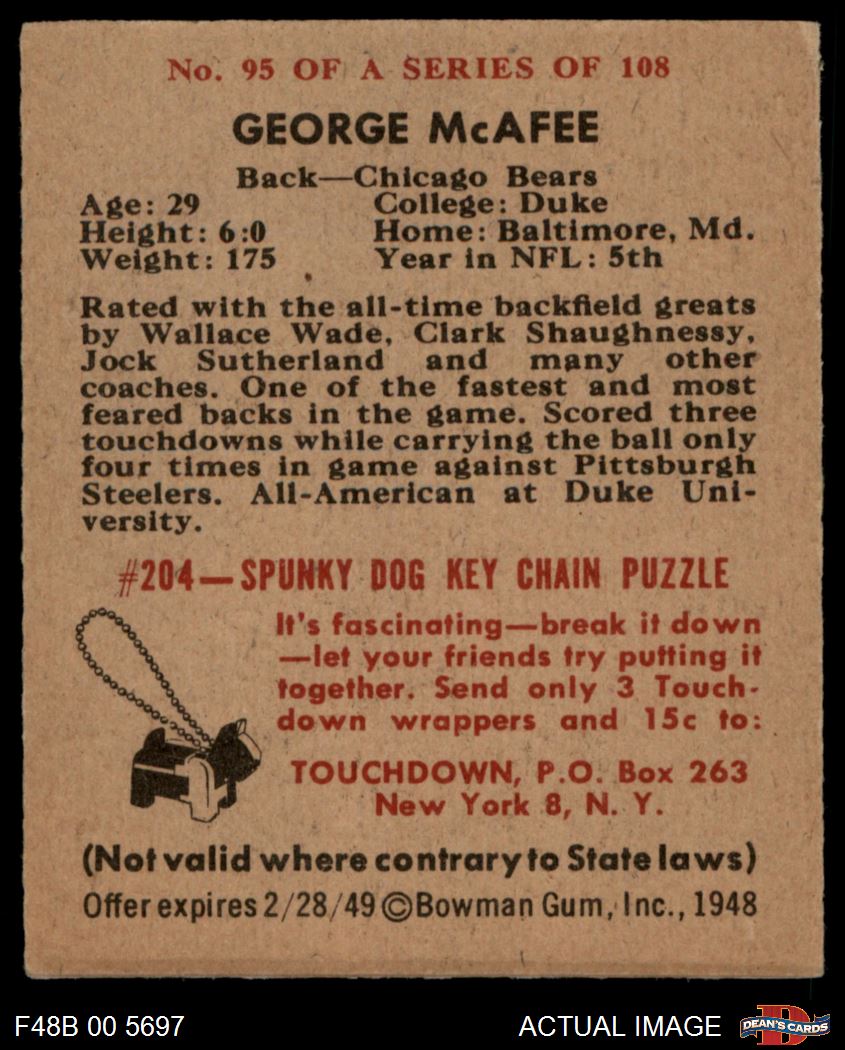 No. 95 OF A SERIES OF 108
GEORGE McAFEE
Back—Chicago Bears
Age: 29 College: Duke
Height: 6:0 Home: Baltimore, Md.
Weight: 175 Year in NFL: 5th
Rated with the all-time backfield greats
by Wallace Wade, Clark Shaughnessy,
Jock Sutherland and many other
coaches. One of the fastest and most
feared backs in the game. Scored three
touchdowns while carrying the ball only
four times in game against Pittsburgh
Steelers. All-American at Duke Uni-
versity.
#204—SPUNKY DOG KEY CHAIN PUZZLE
It's fascinating—break it down
—let your friends try putting it
together. Send only 3 Touch-
down wrappers and 15c to:
TOUCHDOWN, P.O. Box 263
New York 8, N. Y.
(Not valid where contrary to State laws)
Offer expires 2/28/49 ©Bowman Gum, Inc., 1948
F48B 00 5697 ACTUAL IMAGE DEAN'S CARDS